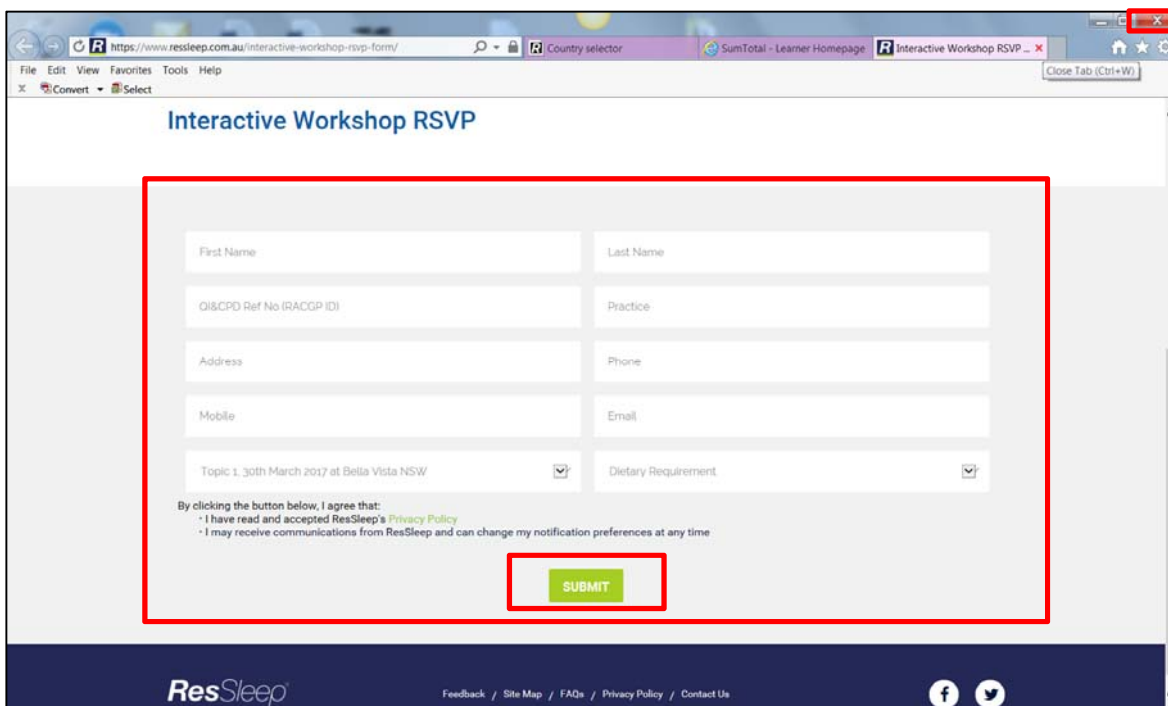 https://www.ressleep.com.au/interactive-workshop-rsvp-form/
Country selector
SumTotal - Learner Homepage
Interactive Workshop RSVP ...
File Edit View Favorites Tools Help
Close Tab (Ctrl+W)
x Convert Select
Interactive Workshop RSVP
First Name
Last Name
QI&CPD Ref No (RACGP ID)
Practice
Address
Phone
Mobile
Email
Topic 1, 30th March 2017 at Bella Vista NSW
Dietary Requirement
By clicking the button below, I agree that:
· I have read and accepted ResSleep's Privacy Policy
· I may receive communications from ResSleep and can change my notification preferences at any time
SUBMIT
ResSleep
Feedback / Site Map / FAQs / Privacy Policy / Contact Us